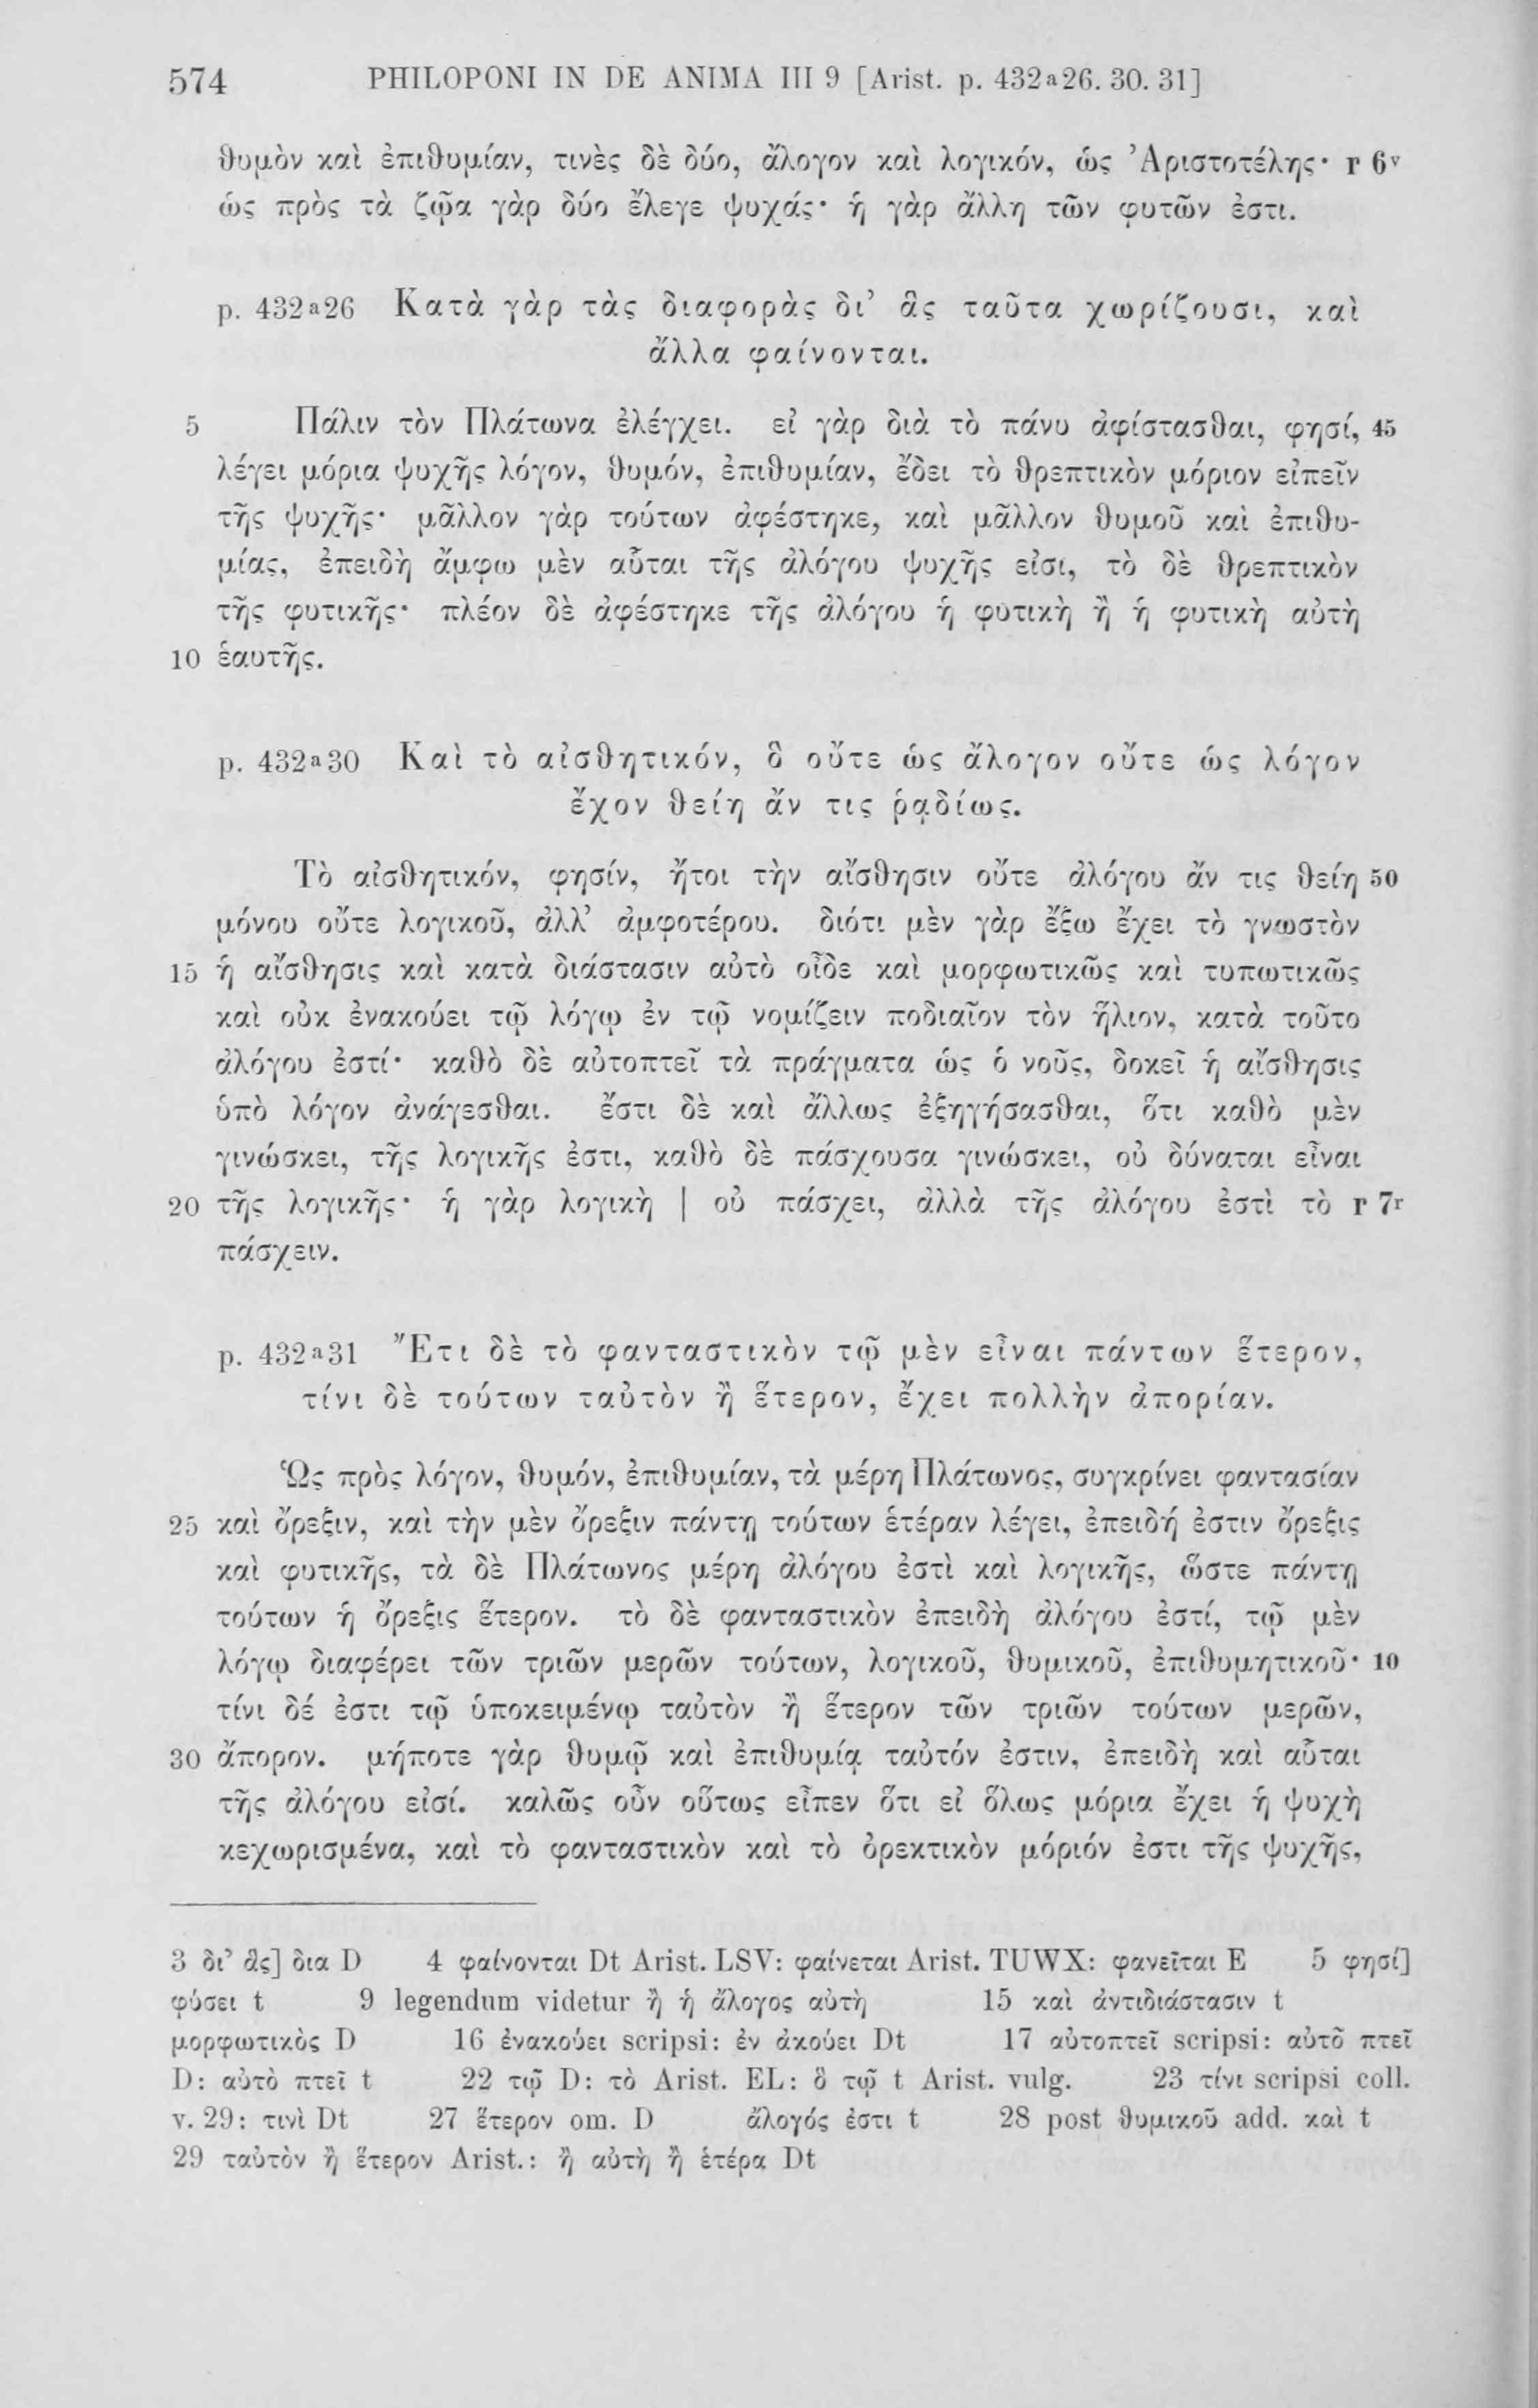 574 PHILOPONI IN DE ANIMA III 9 [Arist. p. 432ᵃ26. 30. 31]
θυμὸν καὶ ἐπιθυμίαν, τινὲς δὲ δύο, ἄλογον καὶ λογικόν, ὡς Ἀριστοτέλης· r 6ᵛ
ὡς πρὸς τὰ ζῷα γὰρ δύο ἔλεγε ψυχάς· ἡ γὰρ ἄλλη τῶν φυτῶν ἐστι.
p. 432ᵃ26 Κατὰ γὰρ τὰς διαφορὰς δι’ ἃς ταῦτα χωρίζουσι, καὶ
ἄλλα φαίνονται.
5 Πάλιν τὸν Πλάτωνα ἐλέγχει. εἰ γὰρ διὰ τὸ πάνυ ἀφίστασθαι, φησί, 45
λέγει μόρια ψυχῆς λόγον, θυμόν, ἐπιθυμίαν, ἔδει τὸ θρεπτικὸν μόριον εἰπεῖν
τῆς ψυχῆς· μᾶλλον γὰρ τούτων ἀφέστηκε, καὶ μᾶλλον θυμοῦ καὶ ἐπιθυ-
μίας, ἐπειδὴ ἄμφω μὲν αὗται τῆς ἀλόγου ψυχῆς εἰσι, τὸ δὲ θρεπτικὸν
τῆς φυτικῆς· πλέον δὲ ἀφέστηκε τῆς ἀλόγου ἡ φυτικὴ ἢ ἡ φυτικὴ αὐτὴ
10 ἑαυτῆς.
p. 432ᵃ30 Καὶ τὸ αἰσθητικόν, ὃ οὔτε ὡς ἄλογον οὔτε ὡς λόγον
ἔχον θείη ἄν τις ῥᾳδίως.
Τὸ αἰσθητικόν, φησίν, ἤτοι τὴν αἴσθησιν οὔτε ἀλόγου ἄν τις θείη 50
μόνου οὔτε λογικοῦ, ἀλλ’ ἀμφοτέρου. διότι μὲν γὰρ ἔξω ἔχει τὸ γνωστὸν
15 ἡ αἴσθησις καὶ κατὰ διάστασιν αὐτὸ οἶδε καὶ μορφωτικῶς καὶ τυπωτικῶς
καὶ οὐκ ἐνακούει τῷ λόγῳ ἐν τῷ νομίζειν ποδιαῖον τὸν ἥλιον, κατὰ τοῦτο
ἀλόγου ἐστί· καθὸ δὲ αὐτοπτεῖ τὰ πράγματα ὡς ὁ νοῦς, δοκεῖ ἡ αἴσθησις
ὑπὸ λόγον ἀνάγεσθαι. ἔστι δὲ καὶ ἄλλως ἐξηγήσασθαι, ὅτι καθὸ μὲν
γινώσκει, τῆς λογικῆς ἐστι, καθὸ δὲ πάσχουσα γινώσκει, οὐ δύναται εἶναι
20 τῆς λογικῆς· ἡ γὰρ λογικὴ | οὐ πάσχει, ἀλλὰ τῆς ἀλόγου ἐστὶ τὸ r 7ʳ
πάσχειν.
p. 432ᵃ31 Ἔτι δὲ τὸ φανταστικὸν τῷ μὲν εἶναι πάντων ἕτερον,
τίνι δὲ τούτων ταὐτὸν ἢ ἕτερον, ἔχει πολλὴν ἀπορίαν.
Ὡς πρὸς λόγον, θυμόν, ἐπιθυμίαν, τὰ μέρη Πλάτωνος, συγκρίνει φαντασίαν
25 καὶ ὄρεξιν, καὶ τὴν μὲν ὄρεξιν πάντῃ τούτων ἑτέραν λέγει, ἐπειδή ἐστιν ὄρεξις
καὶ φυτικῆς, τὰ δὲ Πλάτωνος μέρη ἀλόγου ἐστὶ καὶ λογικῆς, ὥστε πάντῃ
τούτων ἡ ὄρεξις ἕτερον. τὸ δὲ φανταστικὸν ἐπειδὴ ἀλόγου ἐστί, τῷ μὲν
λόγῳ διαφέρει τῶν τριῶν μερῶν τούτων, λογικοῦ, θυμικοῦ, ἐπιθυμητικοῦ· 10
τίνι δέ ἐστι τῷ ὑποκειμένῳ ταὐτὸν ἢ ἕτερον τῶν τριῶν τούτων μερῶν,
30 ἄπορον. μήποτε γὰρ θυμῷ καὶ ἐπιθυμίᾳ ταὐτόν ἐστιν, ἐπειδὴ καὶ αὗται
τῆς ἀλόγου εἰσί. καλῶς οὖν οὕτως εἶπεν ὅτι εἰ ὅλως μόρια ἔχει ἡ ψυχὴ
κεχωρισμένα, καὶ τὸ φανταστικὸν καὶ τὸ ὀρεκτικὸν μόριόν ἐστι τῆς ψυχῆς,
3 δι’ ἃς] δια D 4 φαίνονται Dt Arist. LSV: φαίνεται Arist. TUWX: φανεῖται E 5 φησί]
φύσει t 9 legendum videtur ἢ ἡ ἄλογος αὐτὴ 15 καὶ ἀντιδιάστασιν t
μορφωτικὸς D 16 ἐνακούει scripsi: ἐν ἀκούει Dt 17 αὐτοπτεῖ scripsi: αὐτῶ πτεῖ
D: αὐτὸ πτεῖ t 22 τῷ D: τὸ Arist. EL: ὃ τῷ t Arist. vulg. 23 τίνι scripsi coll.
v. 29: τινὶ Dt 27 ἕτερον om. D ἄλογός ἐστι t 28 post θυμικοῦ add. καὶ t
29 ταὐτὸν ἢ ἕτερον Arist.: ἢ αὐτὴ ἢ ἑτέρα Dt